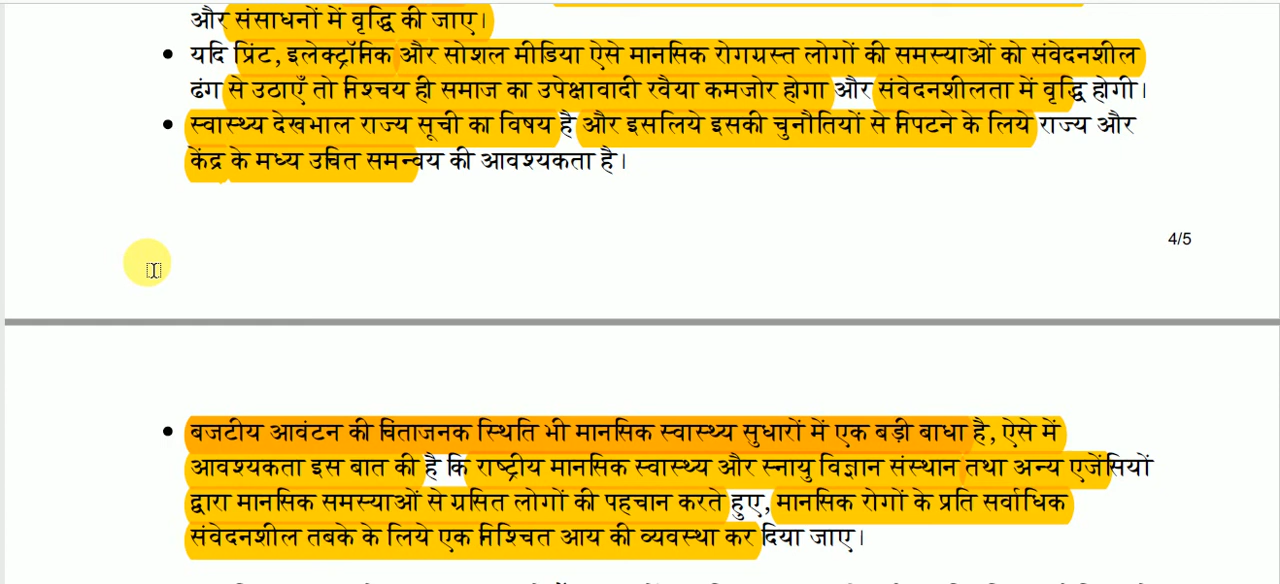 और संसाधनों में वृद्धि की जाए।
• यदि प्रिंट, इलेक्ट्रॉनिक और सोशल मीडिया ऐसे मानसिक रोगग्रस्त लोगों की समस्याओं को संवेदनशील
ढंग से उठाएँ तो निश्चय ही समाज का उपेक्षावादी रवैया कमजोर होगा और संवेदनशीलता में वृद्धि होगी।
• स्वास्थ्य देखभाल राज्य सूची का विषय है और इसलिये इसकी चुनौतियों से निपटने के लिये राज्य और
केंद्र के मध्य उचित समन्वय की आवश्यकता है।
4/5
• बजटीय आवंटन की चिंताजनक स्थिति भी मानसिक स्वास्थ्य सुधारों में एक बड़ी बाधा है, ऐसे में
आवश्यकता इस बात की है कि राष्ट्रीय मानसिक स्वास्थ्य और स्नायु विज्ञान संस्थान तथा अन्य एजेंसियों
द्वारा मानसिक समस्याओं से ग्रसित लोगों की पहचान करते हुए, मानसिक रोगों के प्रति सर्वाधिक
संवेदनशील तबके के लिये एक निश्चित आय की व्यवस्था कर दिया जाए।